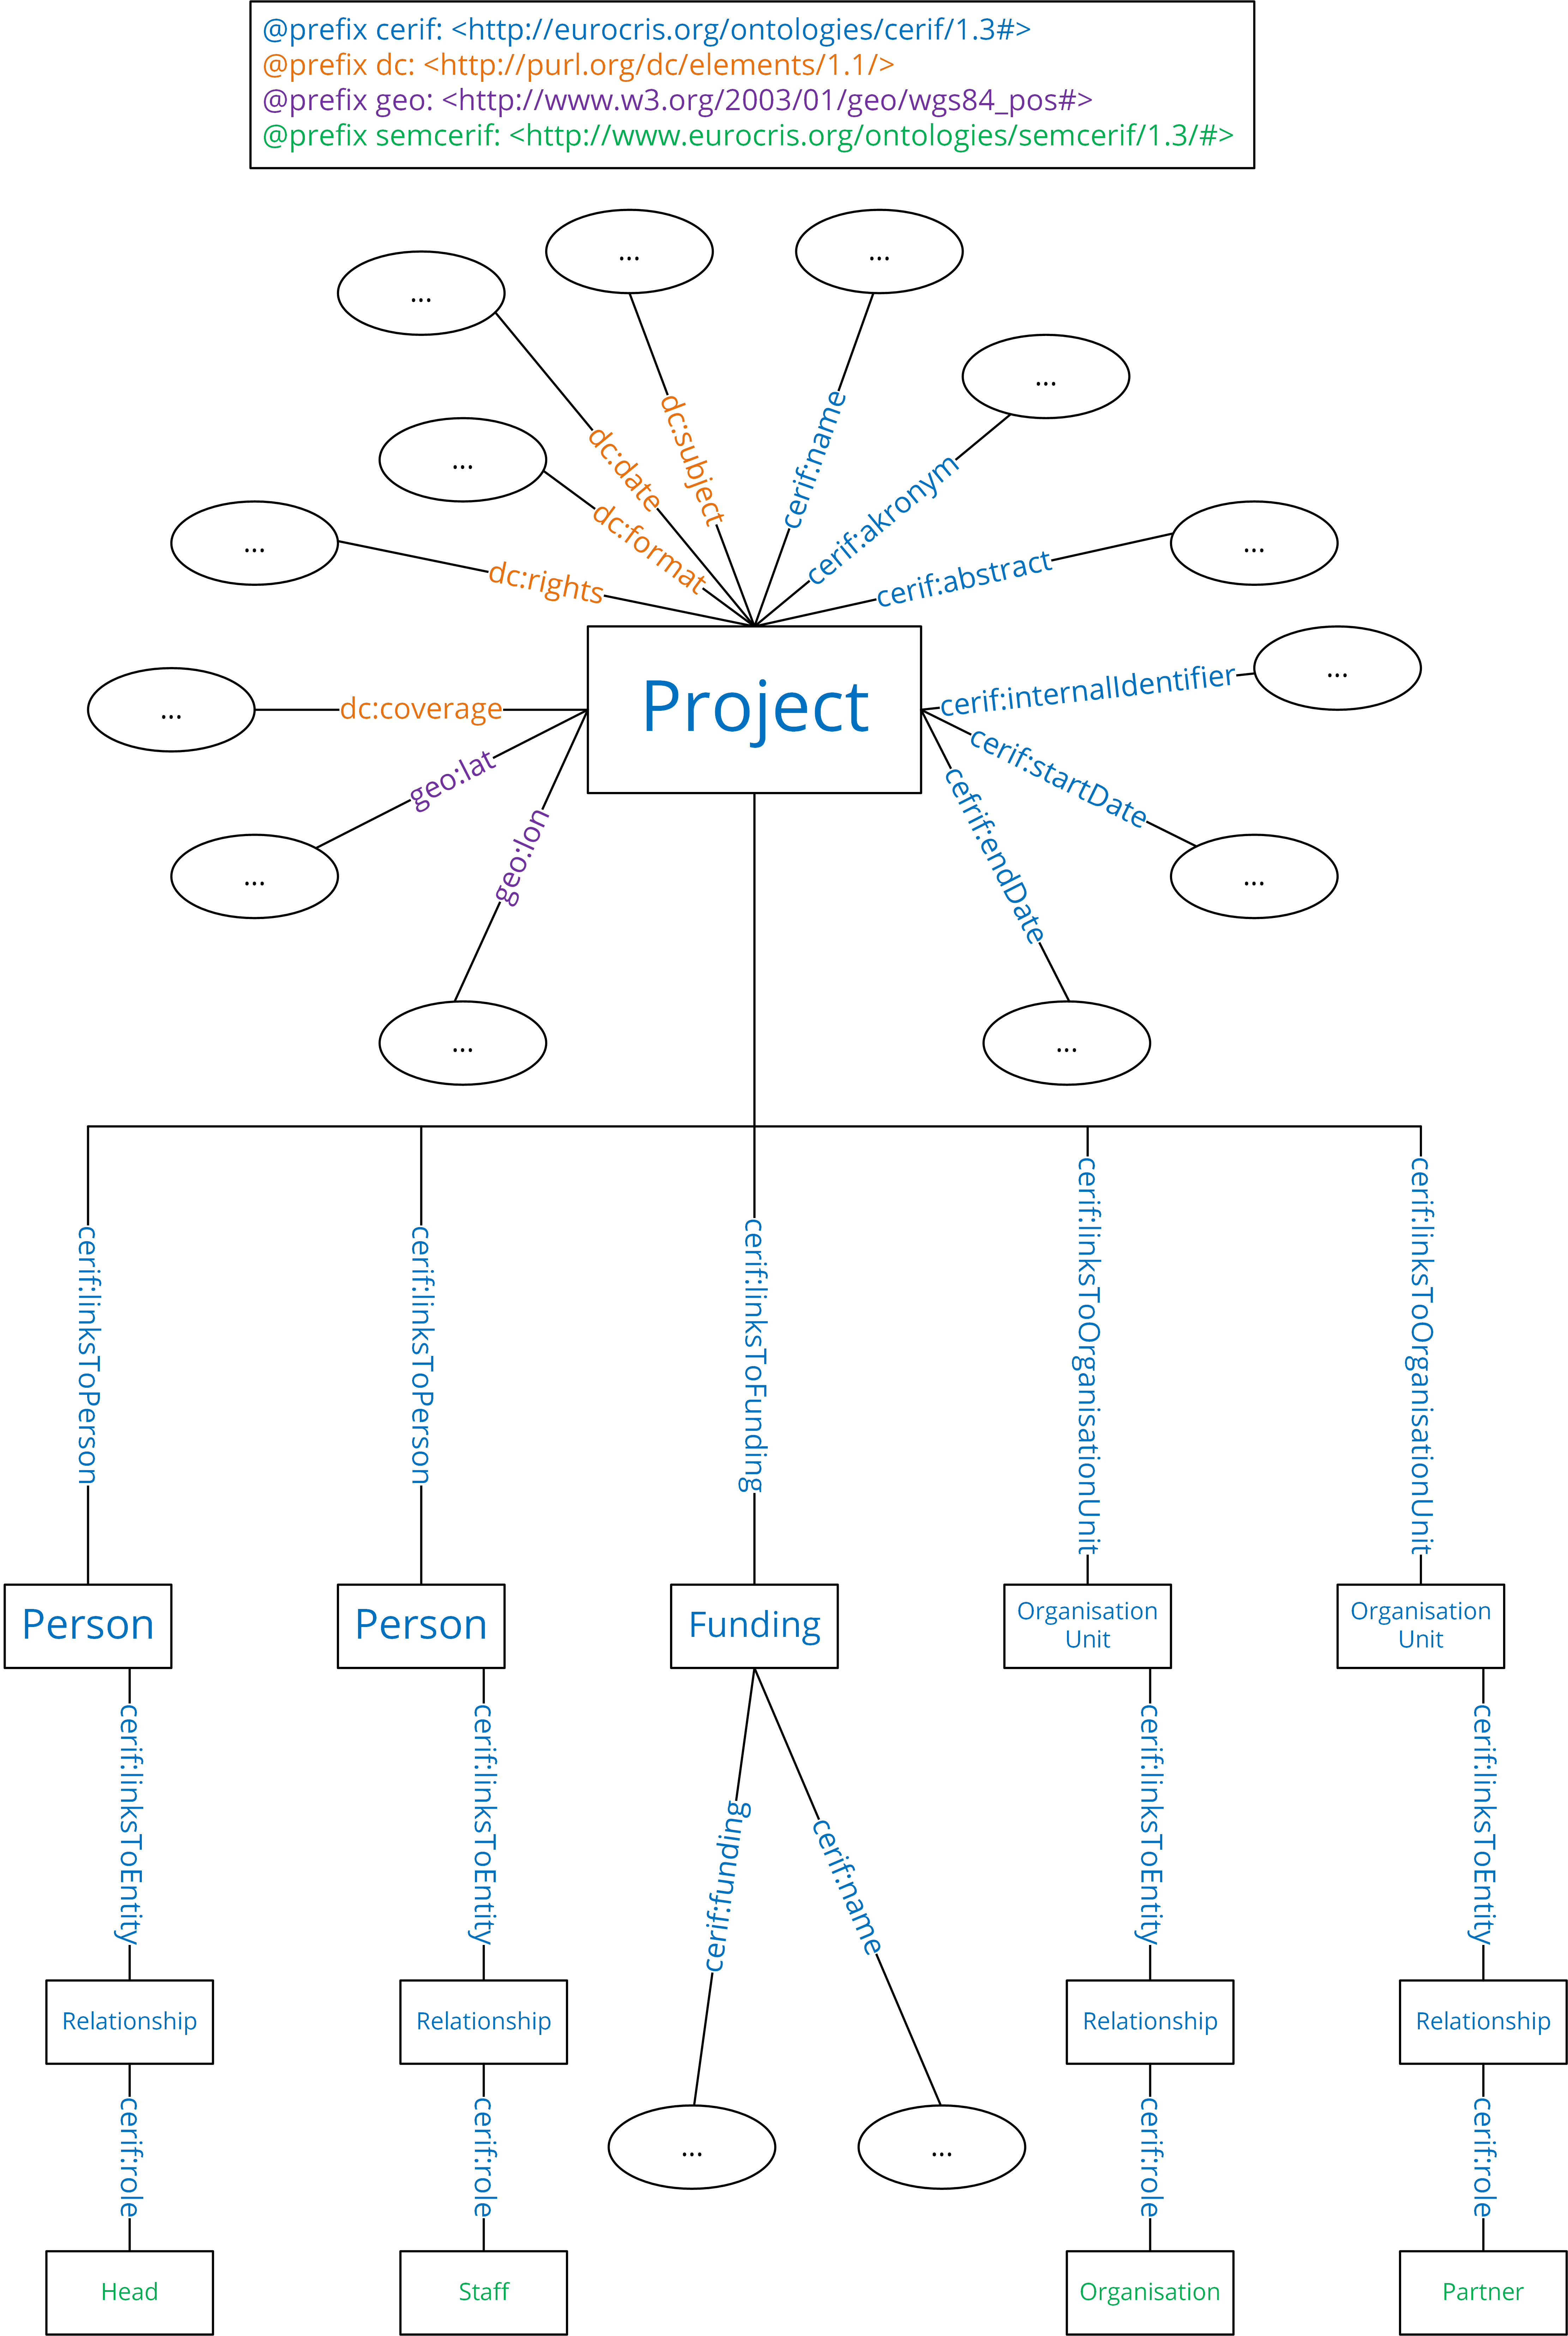 @prefix cerif: <http://eurocris.org/ontologies/cerif/1.3#>
@prefix dc: <http://purl.org/dc/elements/1.1/>
@prefix geo: <http://www.w3.org/2003/01/geo/wgs84_pos#>
@prefix semcerif: <http://www.eurocris.org/ontologies/semcerif/1.3/#>
...
...
...
...
...
...
...
...
...
...
...
...
...
dc:date
dc:subject
cerif:name
cerif:akronym
dc:format
dc:rights
cerif:abstract
cerif:internalIdentifier
dc:coverage
Project
geo:lat
cerif:startDate
geo:lon
cefrif:endDate
cerif:linksToPerson
cerif:linksToPerson
cerif:linksToFunding
cerif:linksToOrganisationUnit
cerif:linksToOrganisationUnit
Person
Person
Funding
Organisation
Unit
Organisation
Unit
cerif:linksToEntity
cerif:linksToEntity
cerif:funding
cerif:name
cerif:linksToEntity
cerif:linksToEntity
Relationship
Relationship
Relationship
Relationship
cerif:role
cerif:role
...
...
cerif:role
cerif:role
Head
Staff
Organisation
Partner